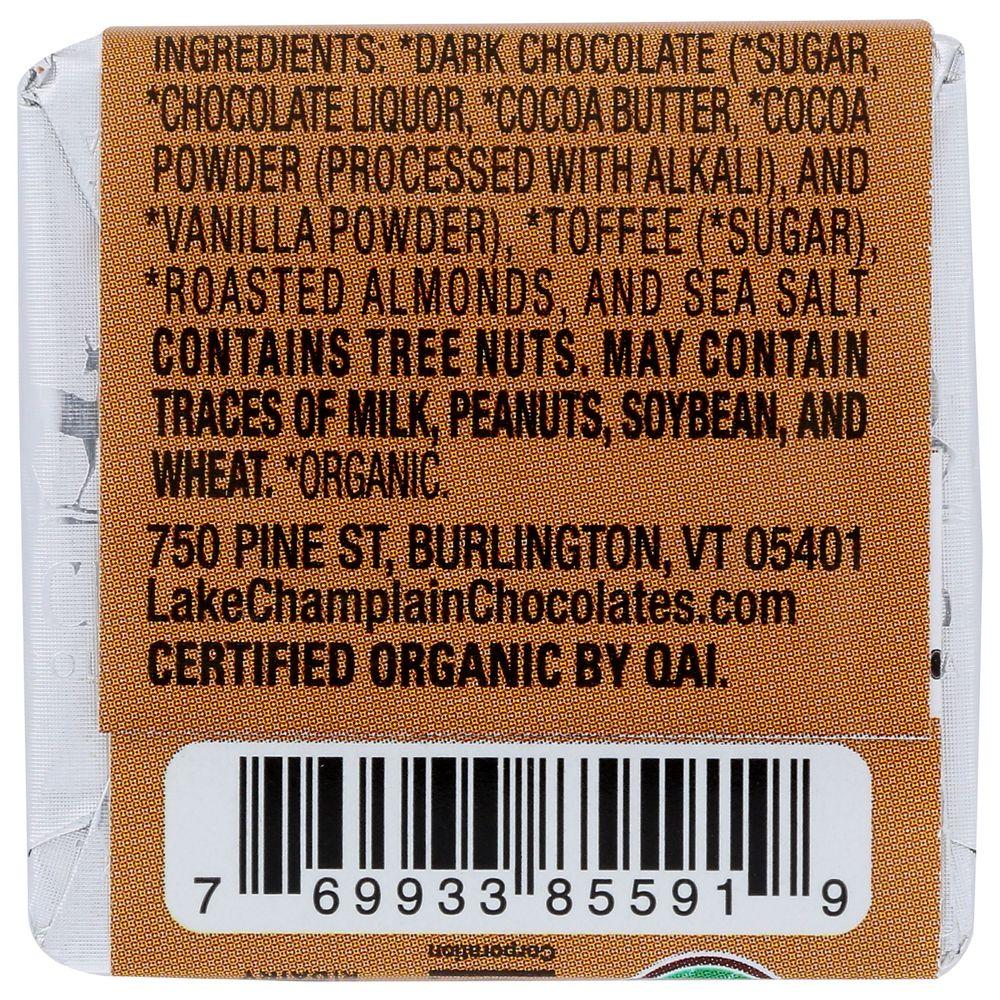 INGREDIENTS: *DARK CHOCOLATE (*SUGAR,
*CHOCOLATE LIQUOR, *COCOA BUTTER, *COCOA
POWDER (PROCESSED WITH ALKALI), AND
*VANILLA POWDER), *TOFFEE (*SUGAR),
*ROASTED ALMONDS, AND SEA SALT.
CONTAINS TREE NUTS. MAY CONTAIN
TRACES OF MILK, PEANUTS, SOYBEAN, AND
WHEAT. *ORGANIC.
750 PINE ST, BURLINGTON, VT 05401
LakeChamplainChocolates.com
CERTIFIED ORGANIC BY QAI.
7 69933 85591 9
Corporation